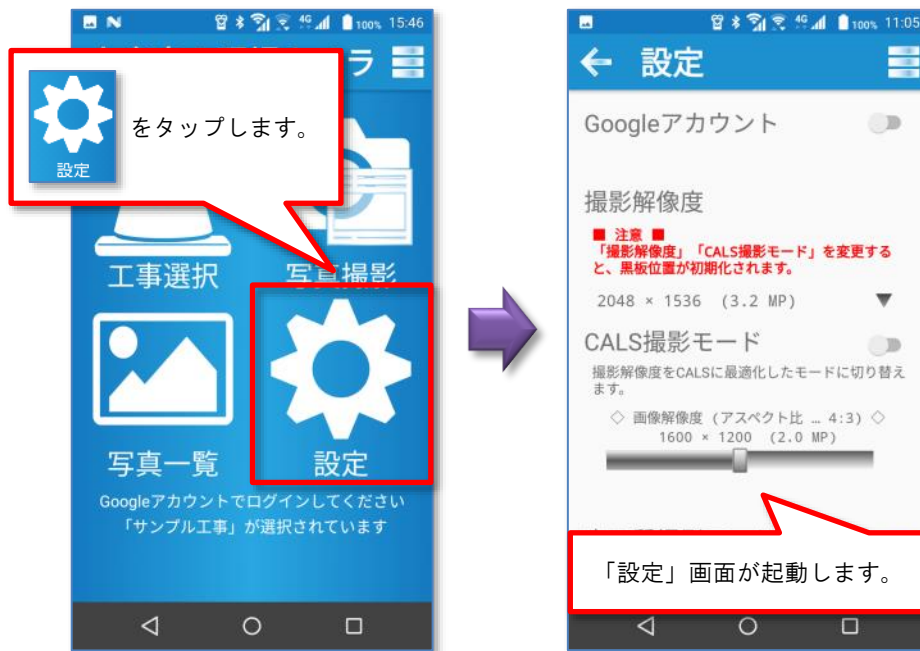 100% 15:46
ラ
設定
をタップします。
工事選択
写真撮影
写真一覧
設定
Googleアカウントでログインしてください
「サンプル工事」が選択されています
4G 100% 11:05
設定
Googleアカウント
撮影解像度
■ 注意 ■
「撮影解像度」「CALS撮影モード」を変更する
と、黒板位置が初期化されます。
2048 × 1536 (3.2 MP)
CALS撮影モード
撮影解像度をCALSに最適化したモードに切り替え
ます。
◇ 画像解像度 (アスペクト比 … 4:3) ◇
1600 × 1200 (2.0 MP)
「設定」画面が起動します。